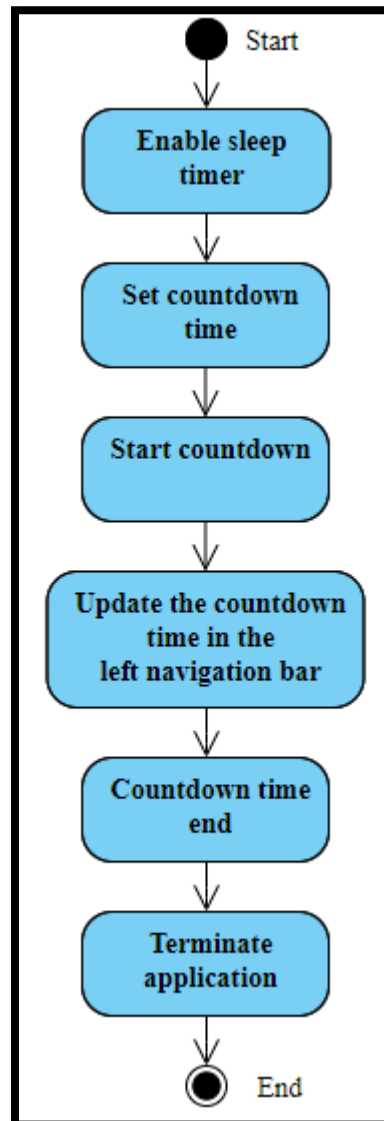 Start
Enable sleep
timer
Set countdown
time
Start countdown
Update the countdown
time in the
left navigation bar
Countdown time
end
Terminate
application
End